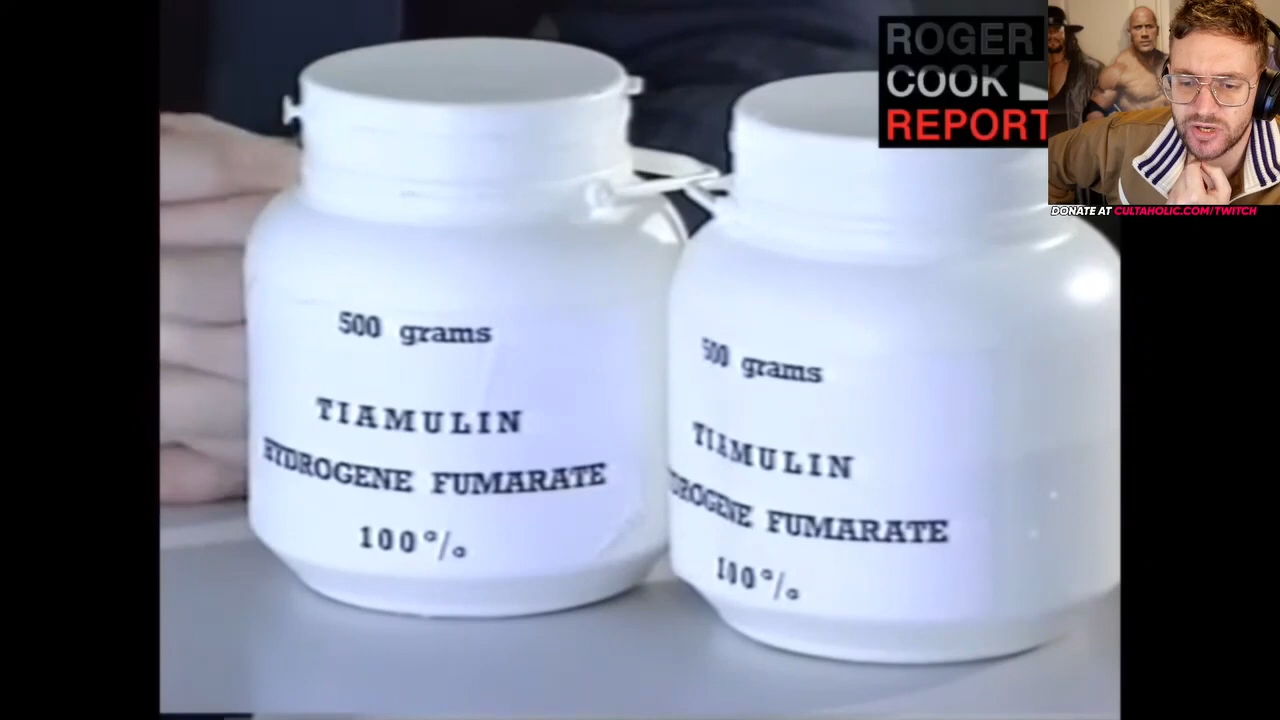 ROGER
COOK
REPORT
DONATE AT CULTAHOLIC.COM/TWITCH
500 grams
TIAMULIN
HYDROGENE FUMARATE
100%
500 grams
TIAMULIN
DROGENE FUMARATE
100%